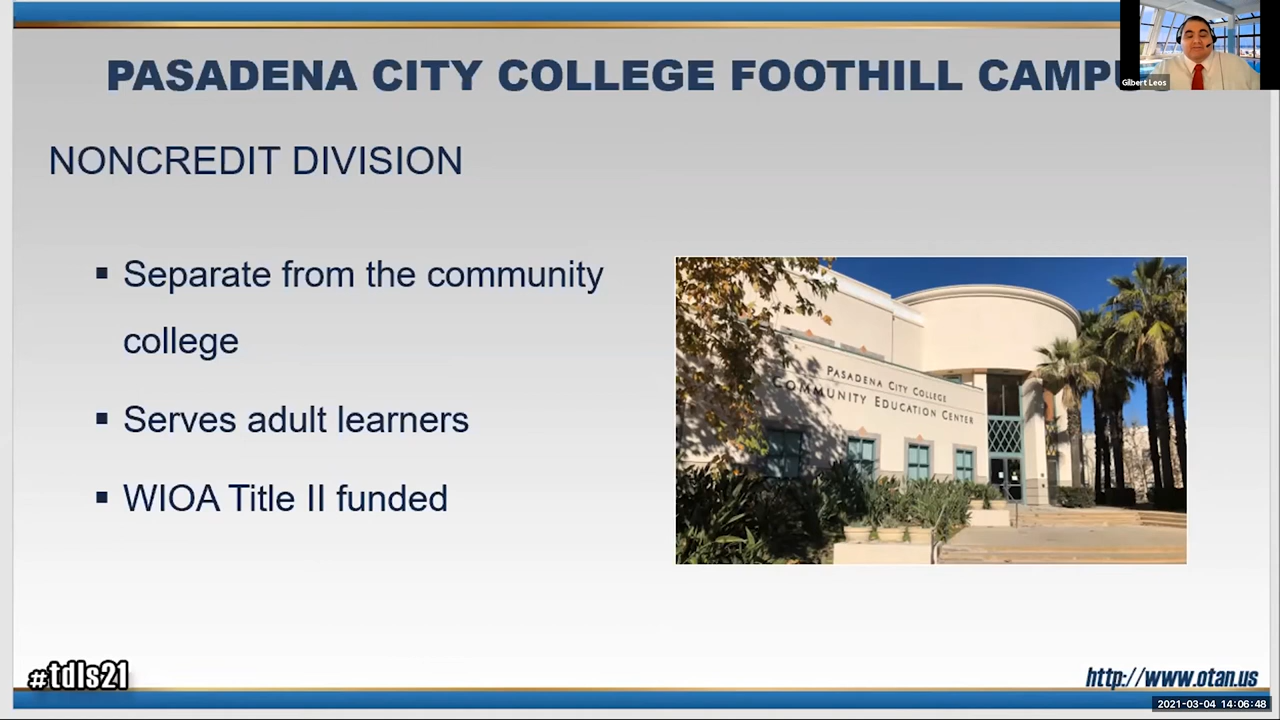 PASADENA CITY COLLEGE FOOTHILL CAMPUS
Gilbert Leos
NONCREDIT DIVISION
▪ Separate from the community
college
▪ Serves adult learners
▪ WIOA Title II funded
PASADENA CITY COLLEGE
COMMUNITY EDUCATION CENTER
#tdls21
http://www.otan.us
2021-03-04 14:06:48